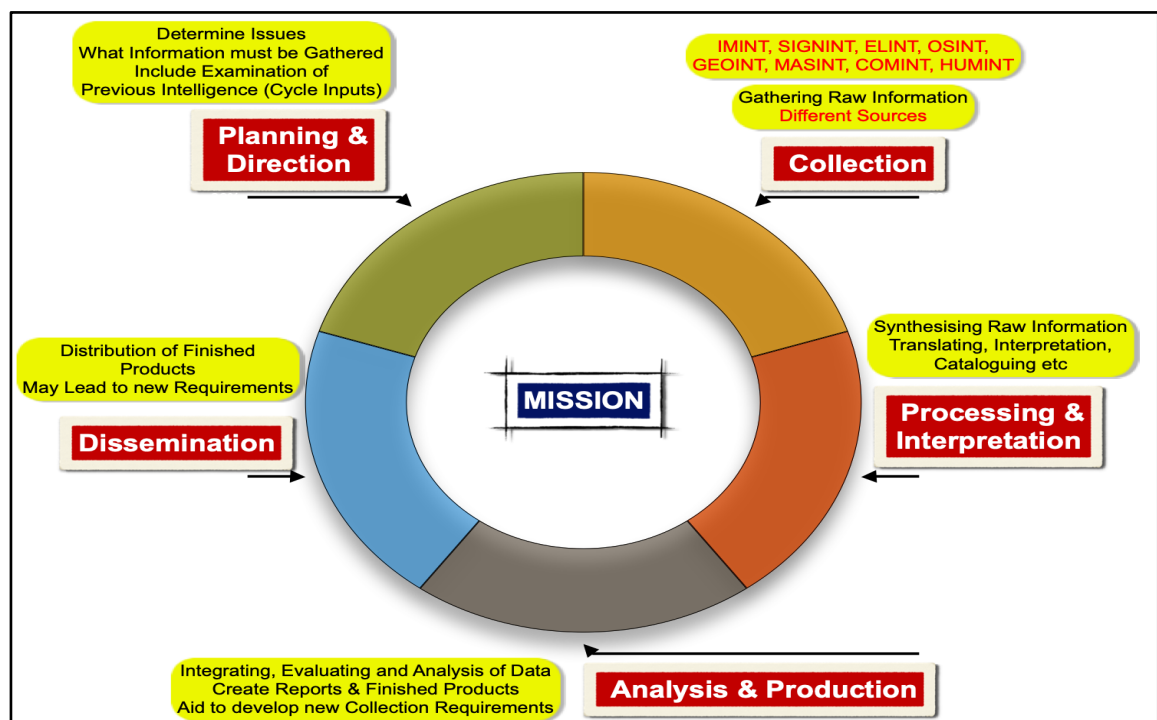 Determine Issues
What Information must be Gathered
Include Examination of
Previous Intelligence (Cycle Inputs)
Planning &
Direction
IMINT, SIGNINT, ELINT, OSINT,
GEOINT, MASINT, COMINT, HUMINT
Gathering Raw Information
Different Sources
Collection
Synthesising Raw Information
Translating, Interpretation,
Cataloguing etc
Processing &
Interpretation
Distribution of Finished
Products
May Lead to new Requirements
Dissemination
MISSION
Integrating, Evaluating and Analysis of Data
Create Reports & Finished Products
Aid to develop new Collection Requirements
Analysis & Production